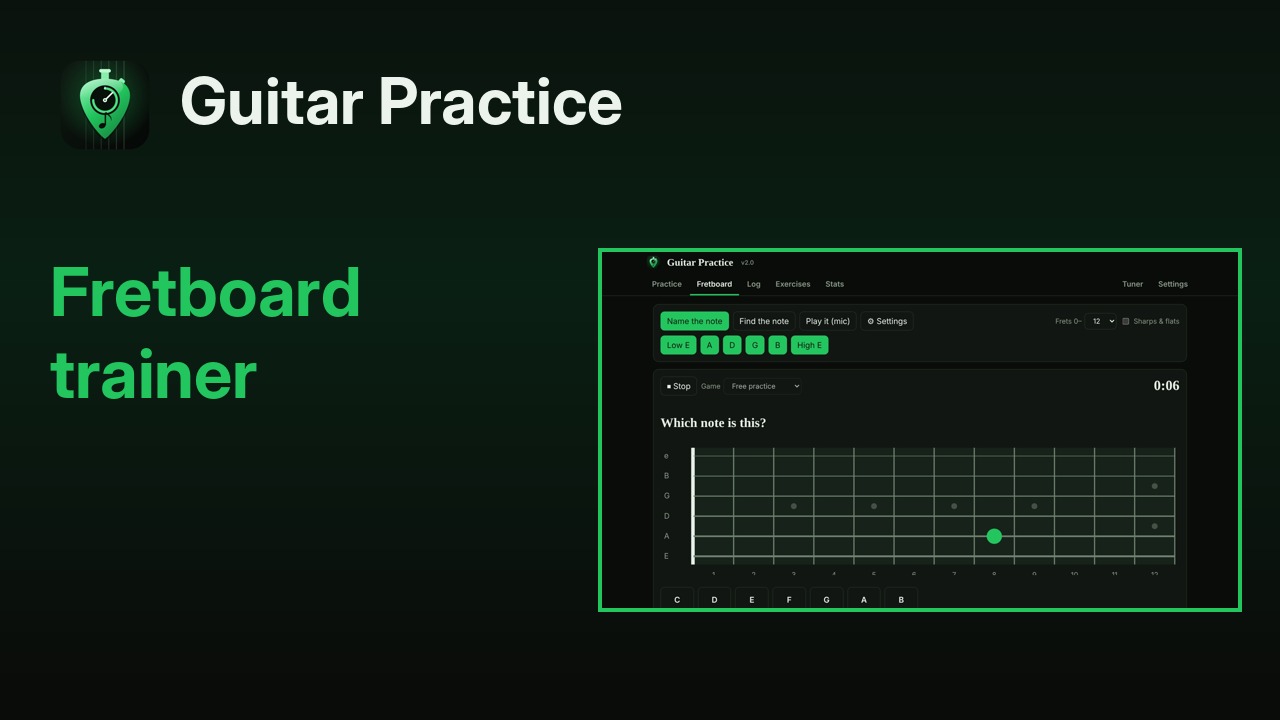 Guitar Practice
Fretboard
trainer
Guitar Practice v2.0
Practice Fretboard Log Exercises Stats Tuner Settings
Name the note Find the note Play it (mic) ⚙ Settings Frets 0– 12 Sharps & flats
Low E A D G B High E
■ Stop Game Free practice 0:06
Which note is this?
e
B
G
D
A
E
1 2 3 4 5 6 7 8 9 10 11 12
C D E F G A B